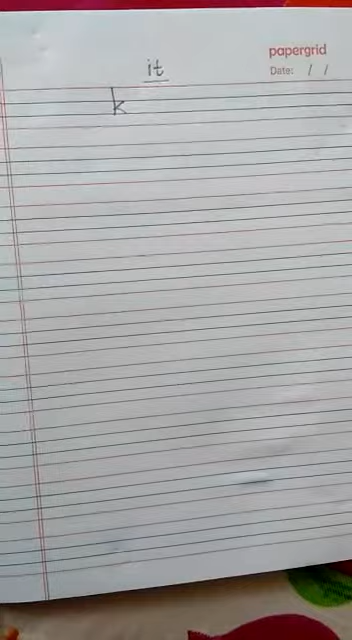 papergrid
it
Date: / /
k